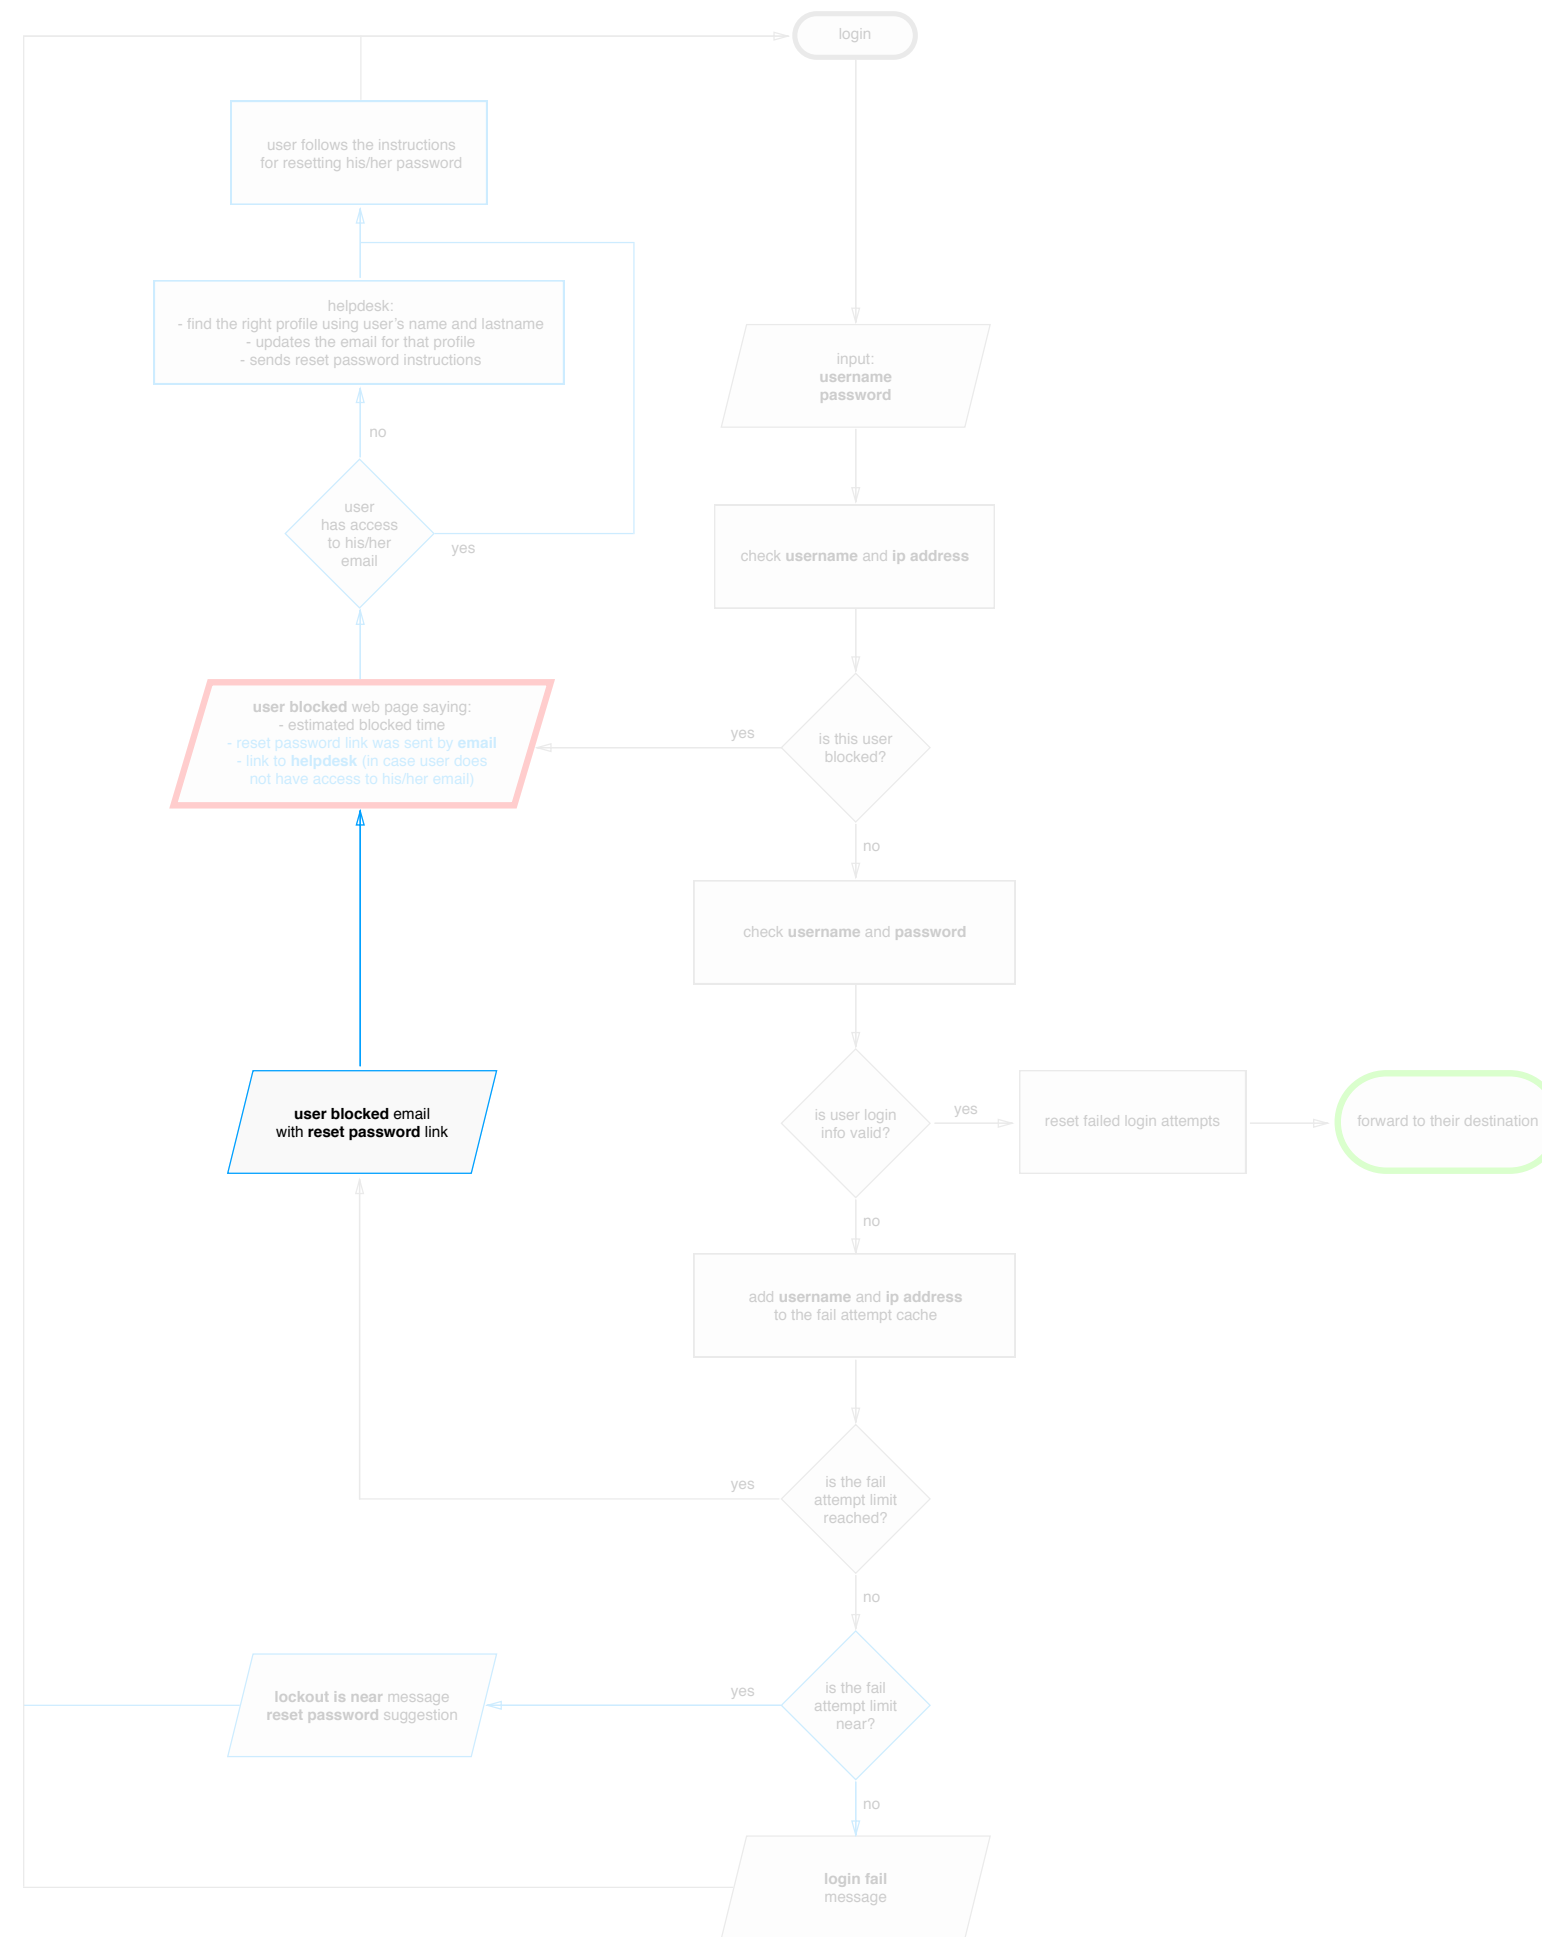 login
user follows the instructions
for resetting his/her password
helpdesk:
- find the right profile using user’s name and lastname
- updates the email for that profile
- sends reset password instructions
input:
username
password
no
user
has access
to his/her
email
yes
check username and ip address
user blocked web page saying:
- estimated blocked time
- reset password link was sent by email
- link to helpdesk (in case user does
not have access to his/her email)
yes
is this user
blocked?
no
check username and password
user blocked email
with reset password link
is user login
info valid?
yes
reset failed login attempts
forward to their destination
no
add username and ip address
to the fail attempt cache
yes
is the fail
attempt limit
reached?
no
lockout is near message
reset password suggestion
yes
is the fail
attempt limit
near?
no
login fail
message